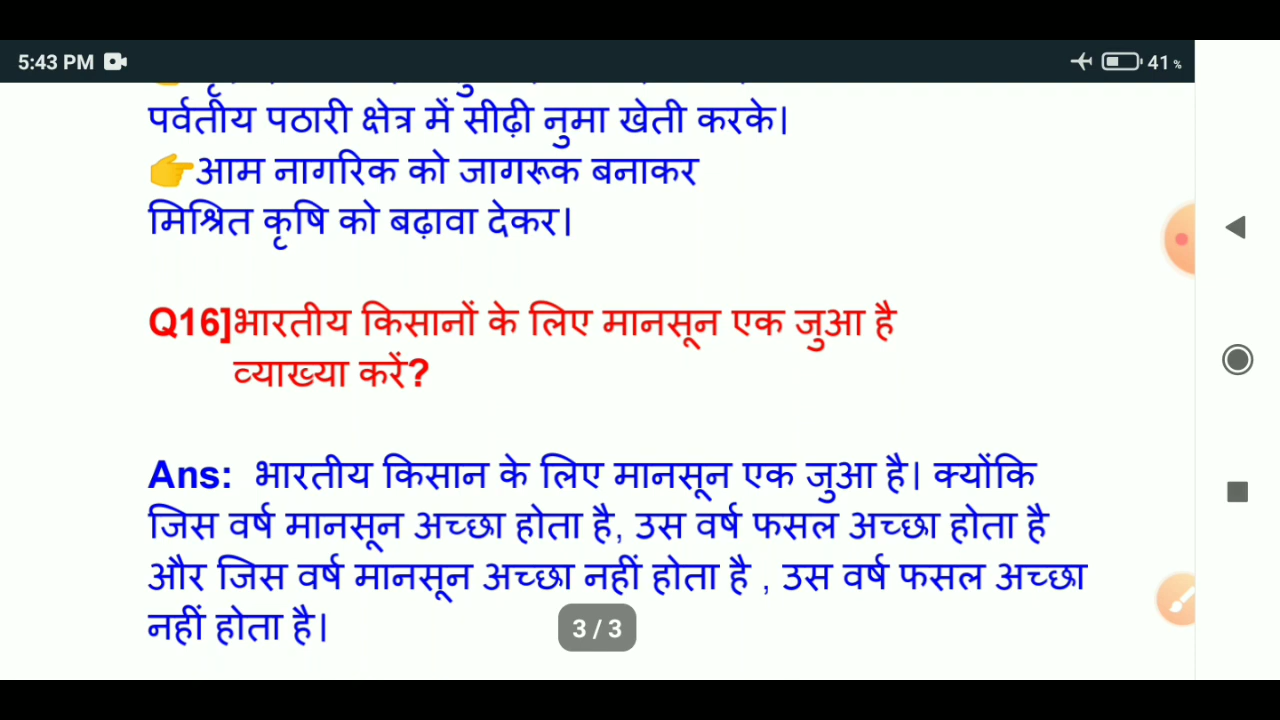 5:43 PM 41%
पर्वतीय पठारी क्षेत्र में सीढ़ी नुमा खेती करके।
👉आम नागरिक को जागरूक बनाकर
मिश्रित कृषि को बढ़ावा देकर।
Q16]भारतीय किसानों के लिए मानसून एक जुआ है
व्याख्या करें?
Ans: भारतीय किसान के लिए मानसून एक जुआ है। क्योंकि
जिस वर्ष मानसून अच्छा होता है, उस वर्ष फसल अच्छा होता है
और जिस वर्ष मानसून अच्छा नहीं होता है , उस वर्ष फसल अच्छा
नहीं होता है।
3 / 3